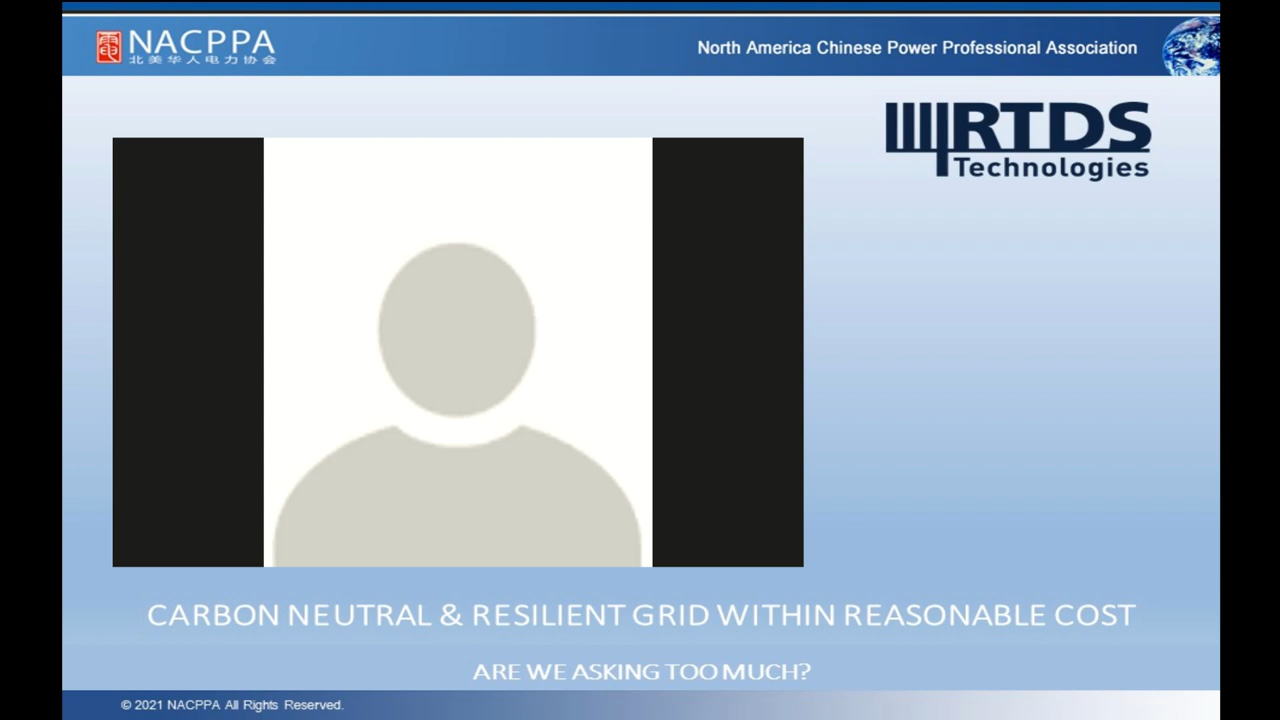 電
NACPPA
北美华人电力协会
North America Chinese Power Professional Association
RTDS
Technologies
CARBON NEUTRAL & RESILIENT GRID WITHIN REASONABLE COST
ARE WE ASKING TOO MUCH?
© 2021 NACPPA All Rights Reserved.